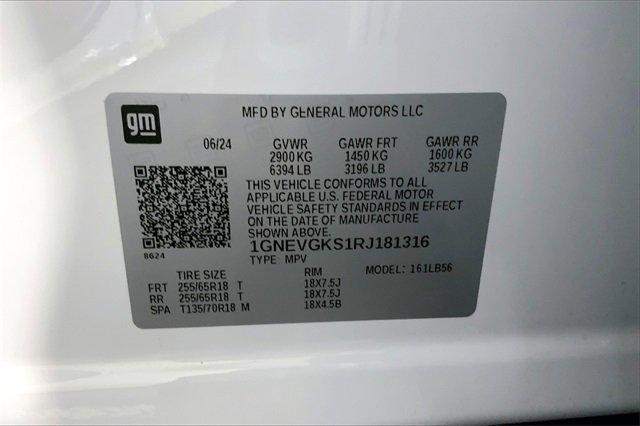 gm
MFD BY GENERAL MOTORS LLC
06/24 GVWR GAWR FRT GAWR RR
2900 KG 1450 KG 1600 KG
6394 LB 3196 LB 3527 LB
THIS VEHICLE CONFORMS TO ALL
APPLICABLE U.S. FEDERAL MOTOR
VEHICLE SAFETY STANDARDS IN EFFECT
ON THE DATE OF MANUFACTURE
SHOWN ABOVE.
1GNEVGKS1RJ181316
8624
TYPE MPV
TIRE SIZE RIM MODEL: 161LB56
FRT 255/65R18 T 18X7.5J
RR 255/65R18 T 18X7.5J
SPA T135/70R18 M 18X4.5B